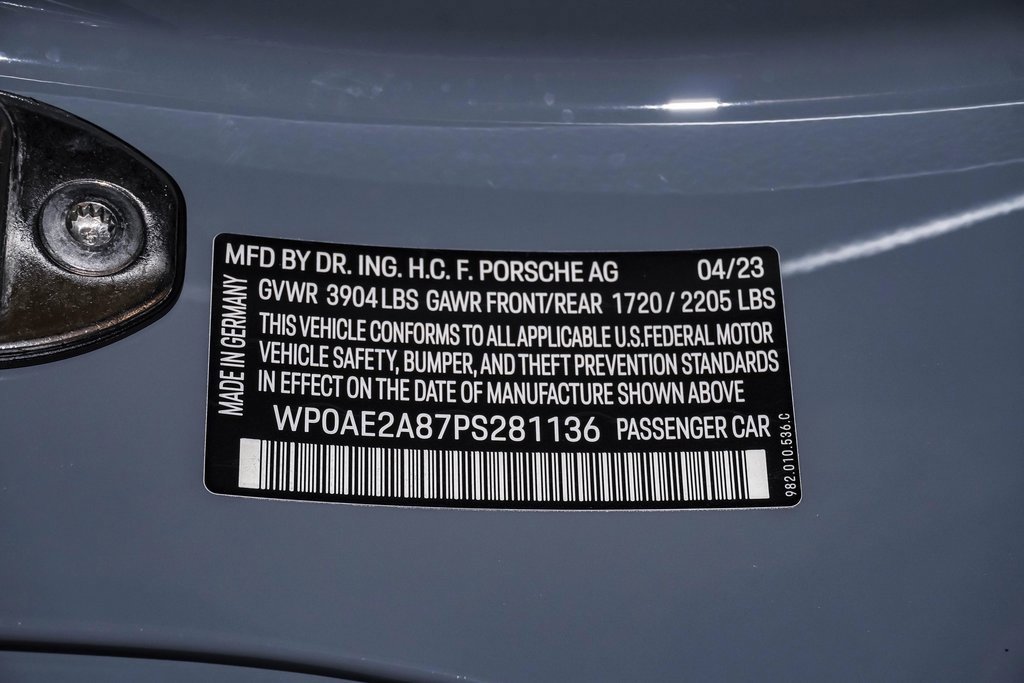 MFD BY DR. ING. H.C. F. PORSCHE AG 04/23
GVWR 3904 LBS GAWR FRONT/REAR 1720 / 2205 LBS
THIS VEHICLE CONFORMS TO ALL APPLICABLE U.S. FEDERAL MOTOR
VEHICLE SAFETY, BUMPER, AND THEFT PREVENTION STANDARDS
IN EFFECT ON THE DATE OF MANUFACTURE SHOWN ABOVE
WP0AE2A87PS281136 PASSENGER CAR
MADE IN GERMANY
982.010.536.C